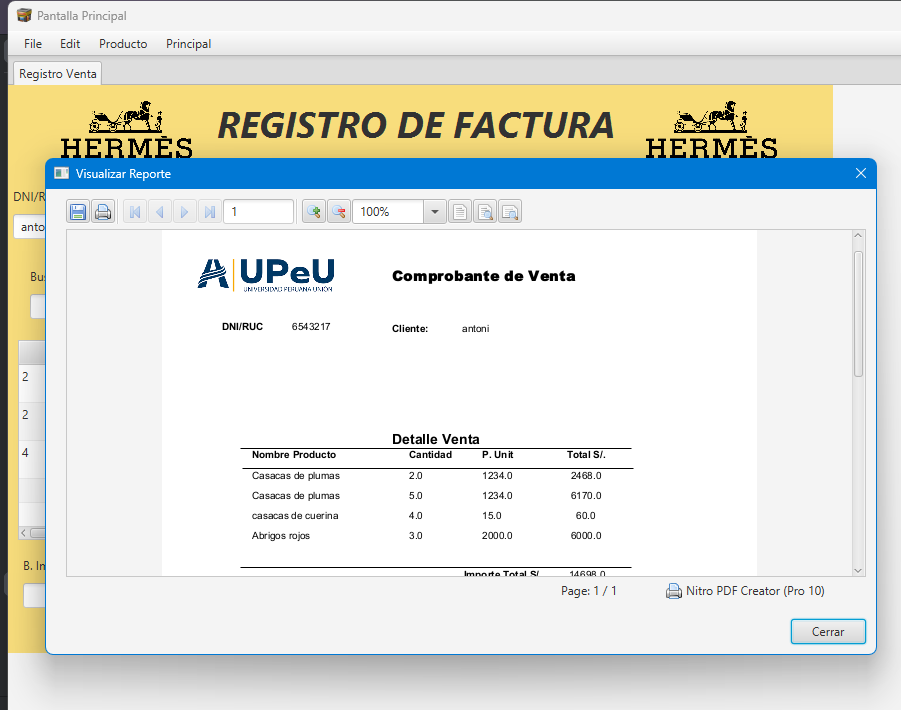 Pantalla Principal
File Edit Producto Principal
Registro Venta
HERMÈS REGISTRO DE FACTURA HERMÈS
Visualizar Reporte
DNI/R
1 100%
anto
UPeU
UNIVERSIDAD PERUANA UNIÓN
Comprobante de Venta
Bu
DNI/RUC 6543217 Cliente: antoni
2
2
4
Detalle Venta
Nombre Producto Cantidad P. Unit Total S/.
Casacas de plumas 2.0 1234.0 2468.0
Casacas de plumas 5.0 1234.0 6170.0
casacas de cuerina 4.0 15.0 60.0
Abrigos rojos 3.0 2000.0 6000.0
B. Im
Importe Total S/. 14698.0
Page: 1 / 1 Nitro PDF Creator (Pro 10)
Cerrar